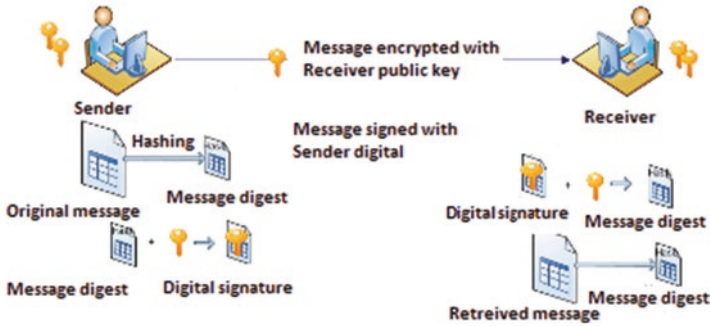 Message encrypted with
Receiver public key
Sender
Receiver
Hashing
Message signed with
Sender digital
Original message
Message digest
Digital signature
Message digest
Message digest
Digital signature
Retreived message
Message digest